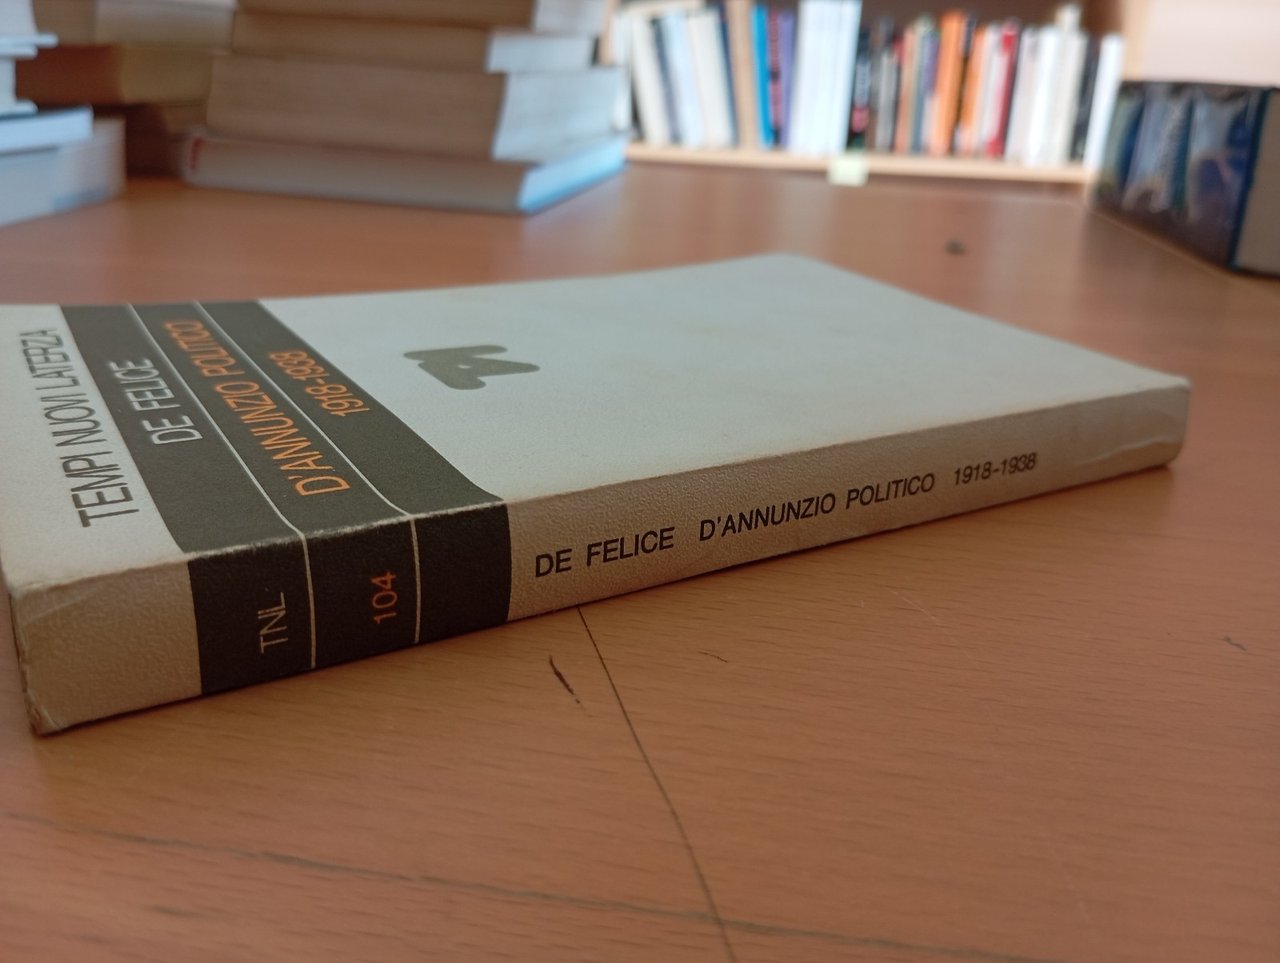 TEMPI NUOVI LATERZA
DE FELICE
D'ANNUNZIO POLITICO
1918-1938
TNL
104
DE FELICE D'ANNUNZIO POLITICO 1918-1938